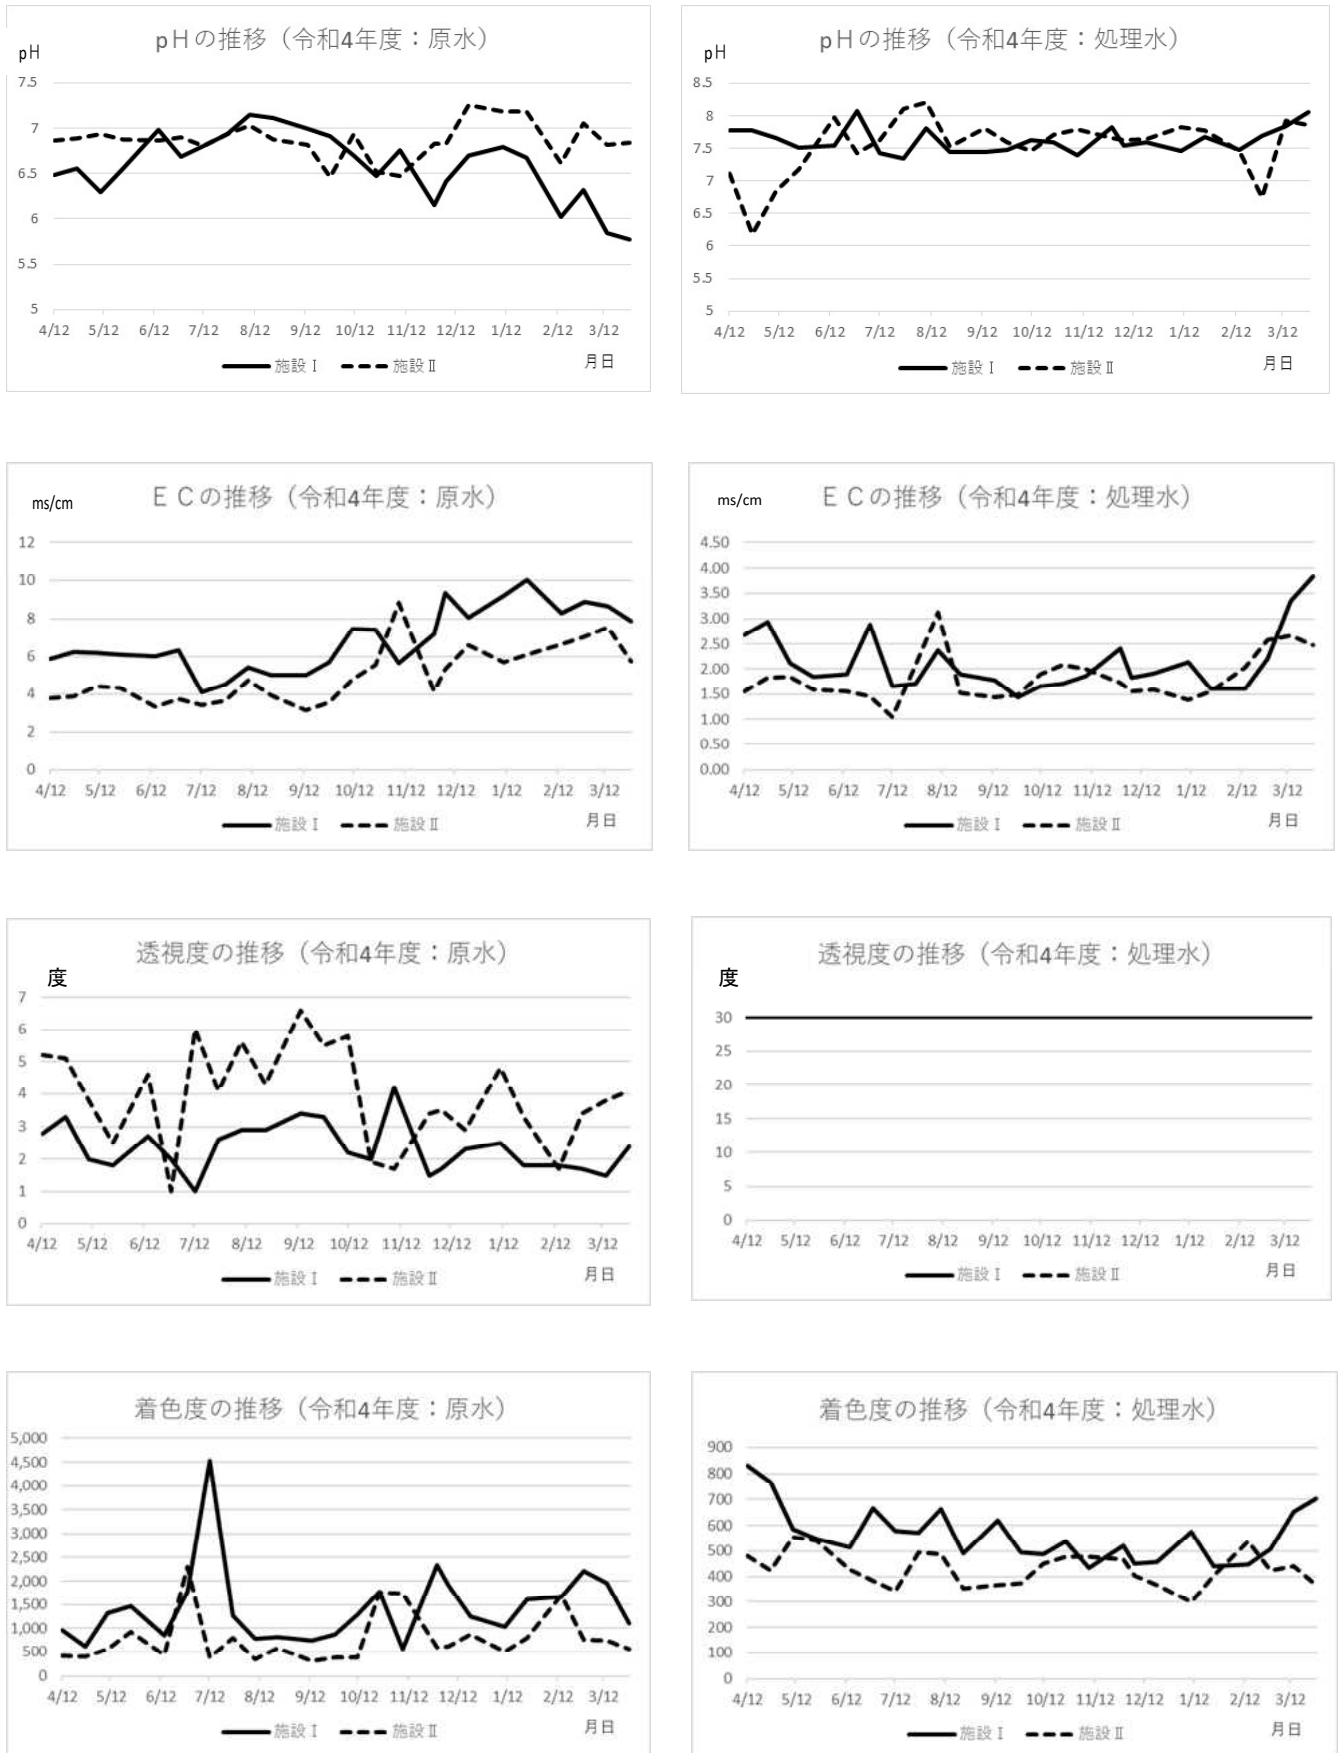 pHの推移（令和4年度：原水）
pH
7.5
7
6.5
6
5.5
5
4/12 5/12 6/12 7/12 8/12 9/12 10/12 11/12 12/12 1/12 2/12 3/12
施設Ⅰ 施設Ⅱ 月日
pHの推移（令和4年度：処理水）
pH
8.5
8
7.5
7
6.5
6
5.5
5
4/12 5/12 6/12 7/12 8/12 9/12 10/12 11/12 12/12 1/12 2/12 3/12
施設Ⅰ 施設Ⅱ 月日
ＥＣの推移（令和4年度：原水）
ms/cm
12
10
8
6
4
2
0
4/12 5/12 6/12 7/12 8/12 9/12 10/12 11/12 12/12 1/12 2/12 3/12
施設Ⅰ 施設Ⅱ 月日
ＥＣの推移（令和4年度：処理水）
ms/cm
4.50
4.00
3.50
3.00
2.50
2.00
1.50
1.00
0.50
0.00
4/12 5/12 6/12 7/12 8/12 9/12 10/12 11/12 12/12 1/12 2/12 3/12
施設Ⅰ 施設Ⅱ 月日
透視度の推移（令和4年度：原水）
度
7
6
5
4
3
2
1
0
4/12 5/12 6/12 7/12 8/12 9/12 10/12 11/12 12/12 1/12 2/12 3/12
施設Ⅰ 施設Ⅱ 月日
透視度の推移（令和4年度：処理水）
度
30
25
20
15
10
5
0
4/12 5/12 6/12 7/12 8/12 9/12 10/12 11/12 12/12 1/12 2/12 3/12
施設Ⅰ 施設Ⅱ 月日
着色度の推移（令和4年度：原水）
5,000
4,500
4,000
3,500
3,000
2,500
2,000
1,500
1,000
500
0
4/12 5/12 6/12 7/12 8/12 9/12 10/12 11/12 12/12 1/12 2/12 3/12
施設Ⅰ 施設Ⅱ 月日
着色度の推移（令和4年度：処理水）
900
800
700
600
500
400
300
200
100
0
4/12 5/12 6/12 7/12 8/12 9/12 10/12 11/12 12/12 1/12 2/12 3/12
施設Ⅰ 施設Ⅱ 月日